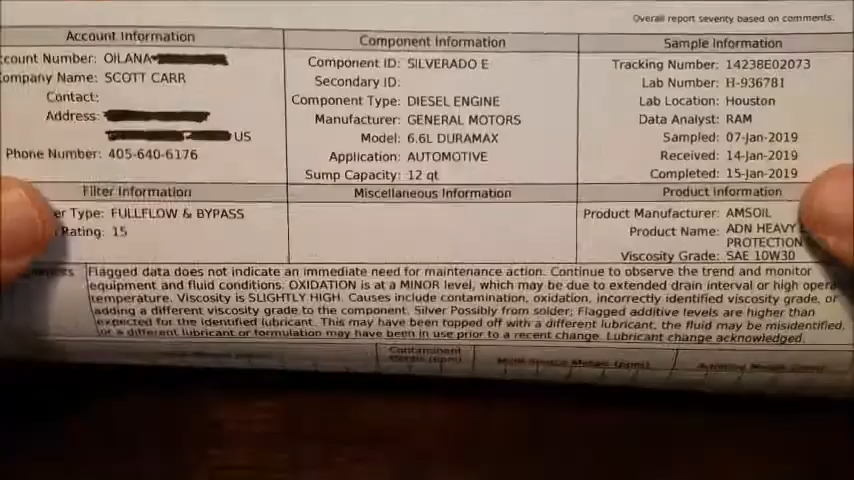 Overall report severity based on comments.
Account Information
Component Information
Sample Information
count Number: OILANA
Component ID: SILVERADO E
Tracking Number: 14238E02073
ompany Name: SCOTT CARR
Secondary ID:
Lab Number: H-936781
Contact:
Component Type: DIESEL ENGINE
Lab Location: Houston
Address:
Manufacturer: GENERAL MOTORS
Data Analyst: RAM
US
Model: 6.6L DURAMAX
Sampled: 07-Jan-2019
Phone Number: 405-640-6176
Application: AUTOMOTIVE
Received: 14-Jan-2019
Sump Capacity: 12 qt
Completed: 15-Jan-2019
Filter Information
Miscellaneous Information
Product Information
er Type: FULLFLOW & BYPASS
Product Manufacturer: AMSOIL
Rating: 15
Product Name: ADN HEAVY
PROTECTION
Viscosity Grade: SAE 10W30
Flagged data does not indicate an immediate need for maintenance action. Continue to observe the trend and monitor
equipment and fluid conditions. OXIDATION is at a MINOR level, which may be due to extended drain interval or high opera
temperature. Viscosity is SLIGHTLY HIGH. Causes include contamination, oxidation, incorrectly identified viscosity grade, or
adding a different viscosity grade to the component. Silver Possibly from solder; Flagged additive levels are higher than
expected for the identified lubricant. This may have been topped off with a different lubricant, the fluid may be misidentified,
or a different lubricant or formulation may have been in use prior to a recent change. Lubricant change acknowledged.
Contaminant
Metals (ppm)